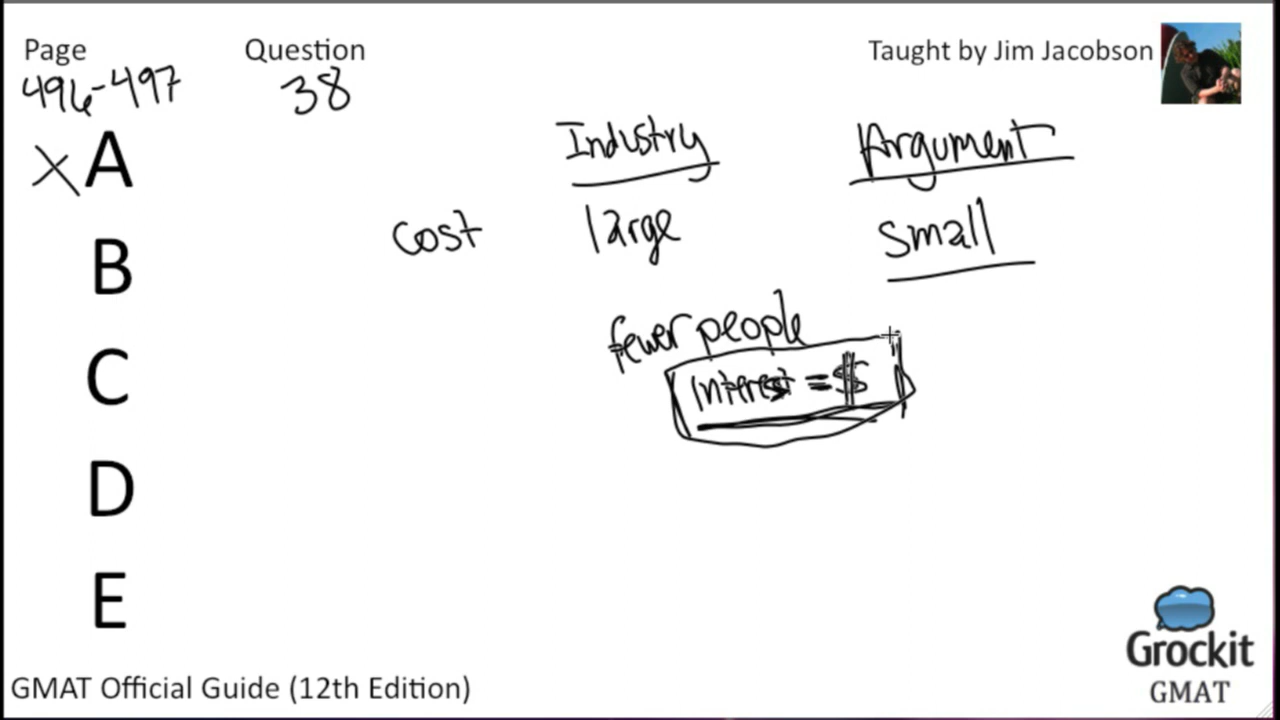 Page Question Taught by Jim Jacobson
496-497 38
X A
Industry Argument
cost large small
B
fewer people
C
interest = $
D
E
Grockit
GMAT
GMAT Official Guide (12th Edition)